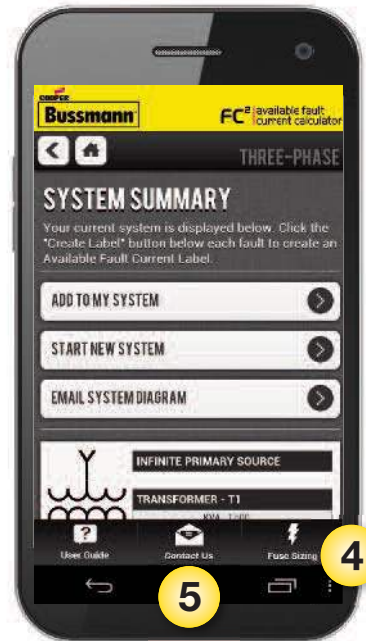 COOPER
Bussmann
FC² available fault
current calculator
THREE-PHASE
SYSTEM SUMMARY
Your current system is displayed below. Click the
"Create Label" button below each fault to create an
Available Fault Current Label.
ADD TO MY SYSTEM
START NEW SYSTEM
EMAIL SYSTEM DIAGRAM
INFINITE PRIMARY SOURCE
TRANSFORMER - T1
KVA
?
User Guide
Contact Us
Fuse Sizing
4
5